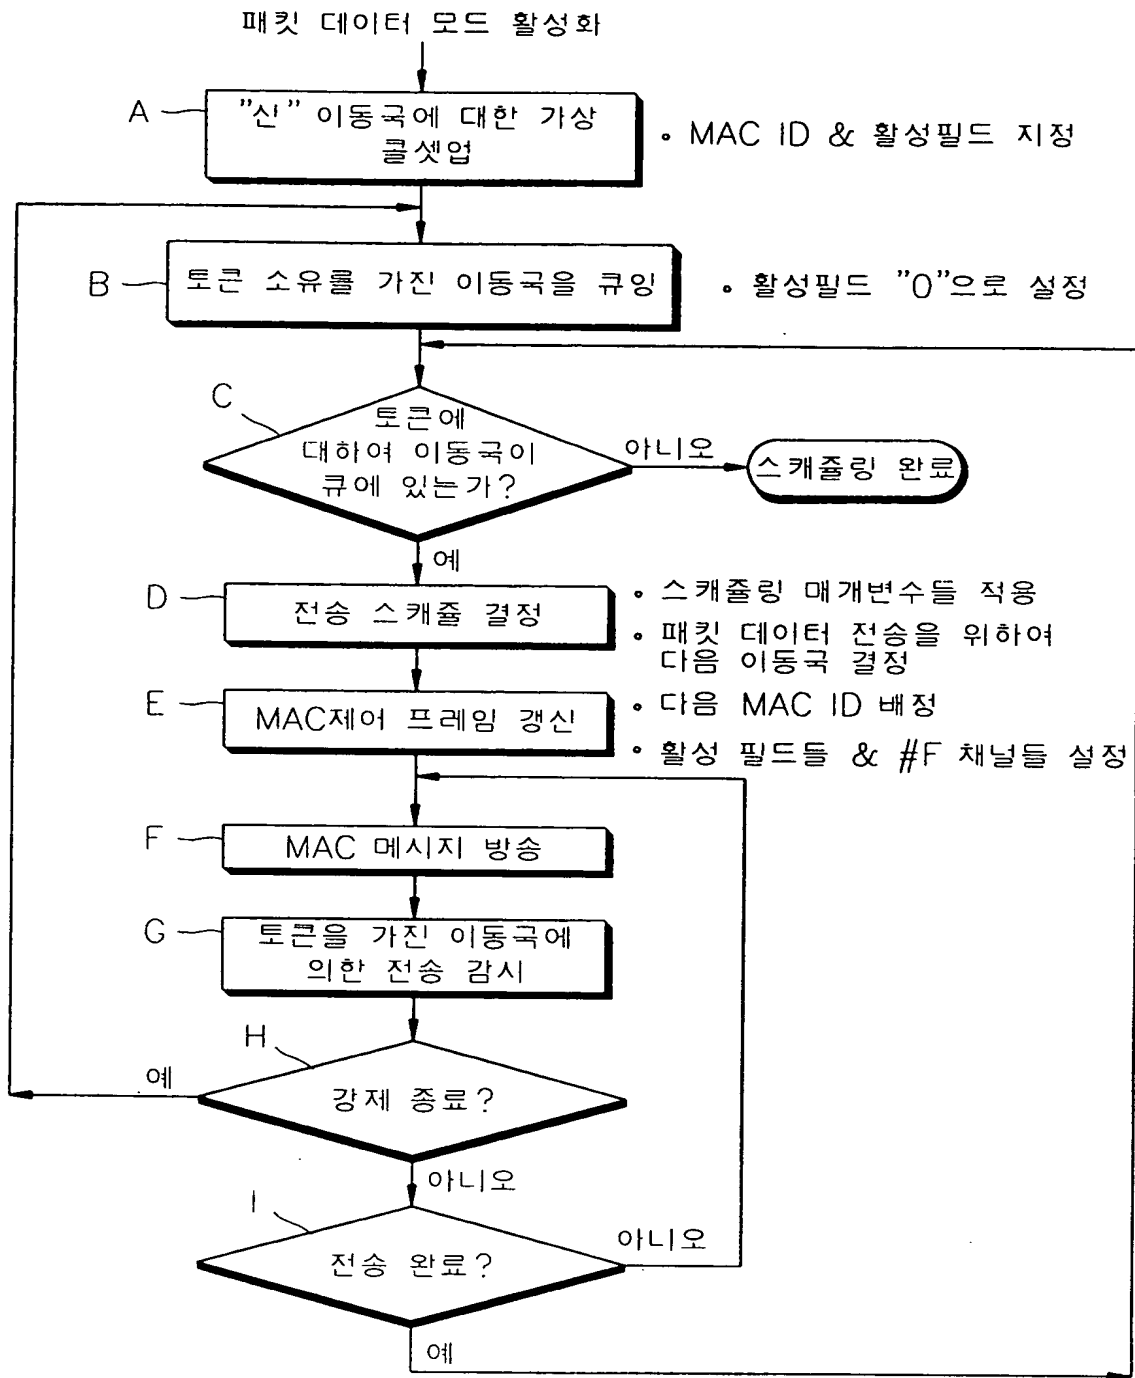 패킷 데이터 모드 활성화
A
"신" 이동국에 대한 가상
콜셋업
• MAC ID & 활성필드 지정
B
토큰 소유를 가진 이동국을 큐잉
• 활성필드 "0"으로 설정
C
토큰에
대하여 이동국이
큐에 있는가?
아니오
스캐쥴링 완료
예
D
전송 스캐쥴 결정
• 스캐쥴링 매개변수들 적용
• 패킷 데이터 전송을 위하여
다음 이동국 결정
E
MAC제어 프레임 갱신
• 다음 MAC ID 배정
• 활성 필드들 & #F 채널들 설정
F
MAC 메시지 방송
G
토큰을 가진 이동국에
의한 전송 감시
H
예
강제 종료?
아니오
I
전송 완료?
아니오
예